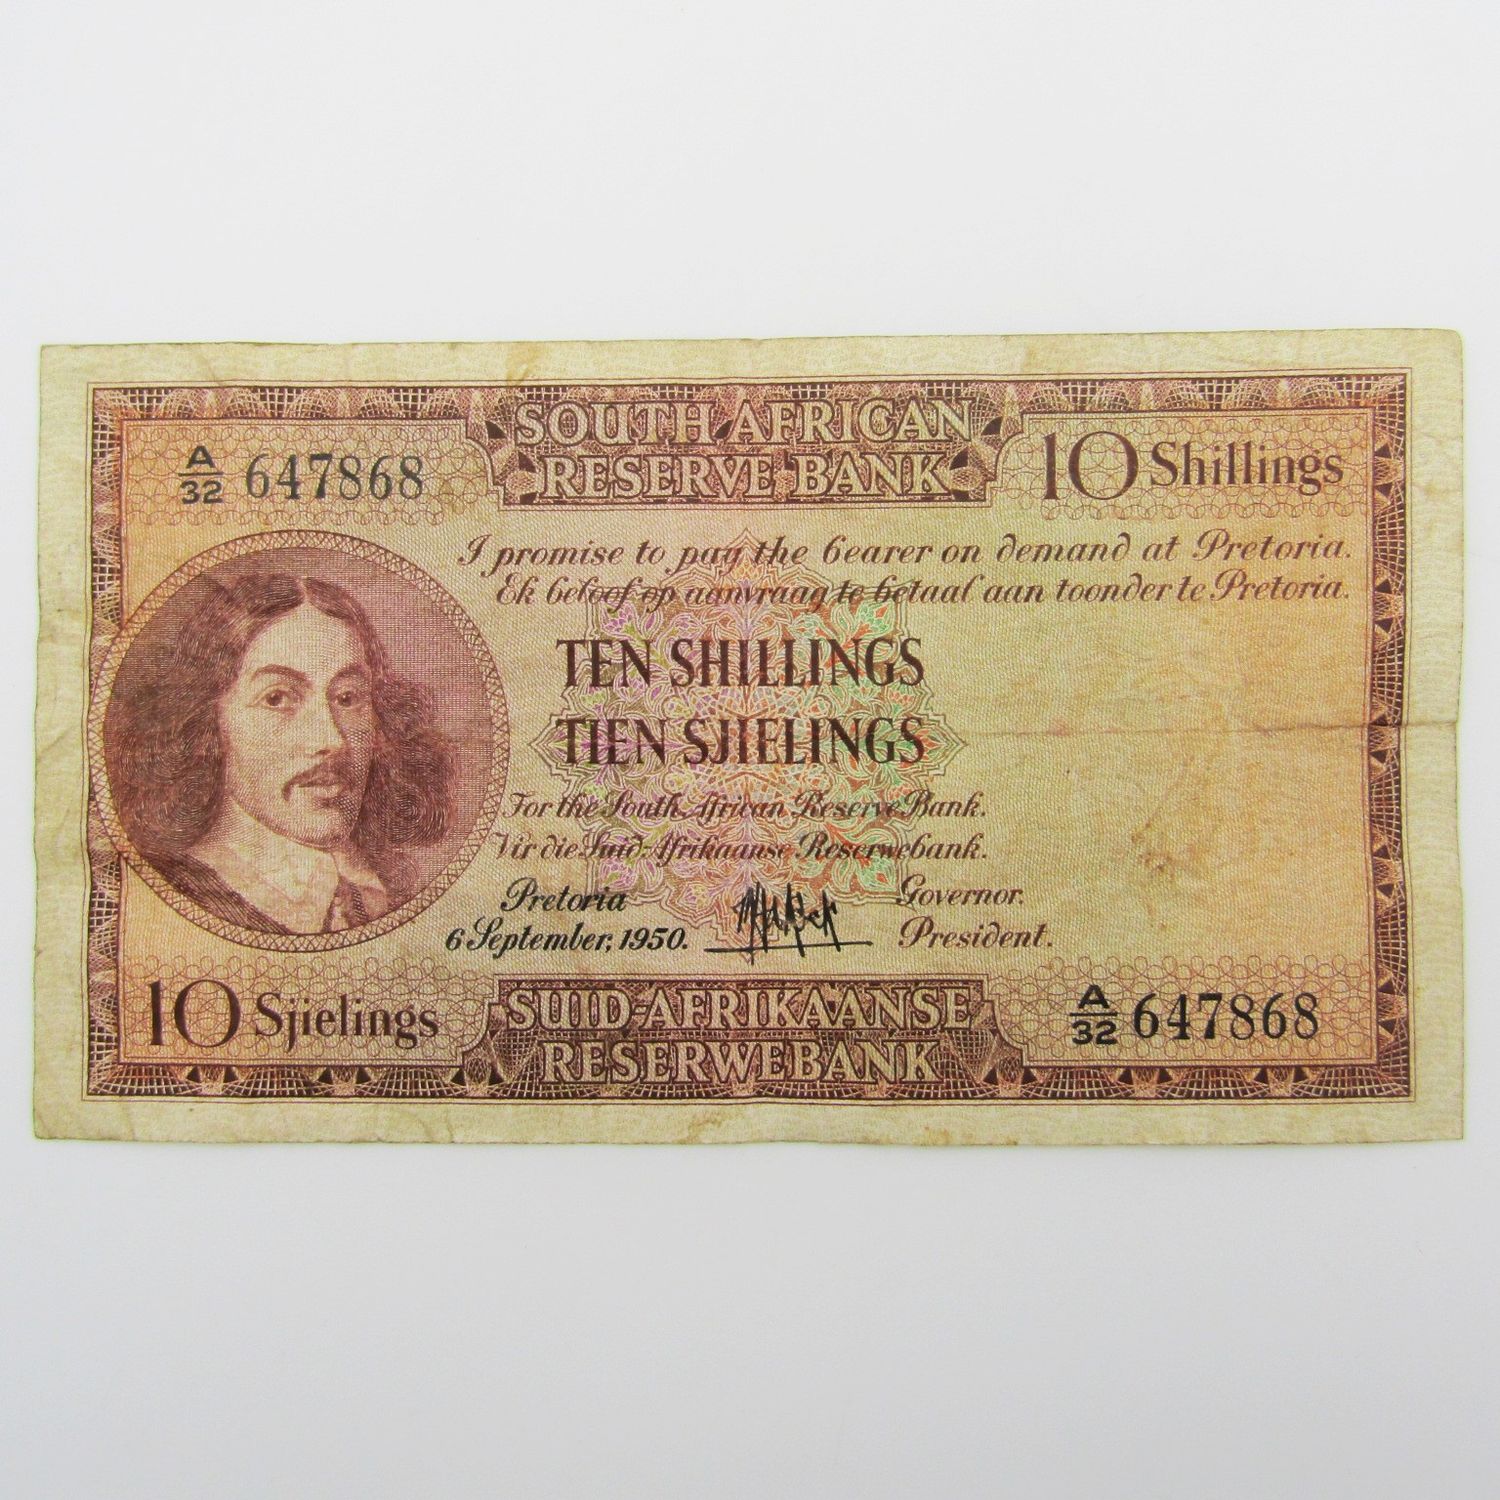 SOUTH AFRICAN
RESERVE BANK
A/32 647868
10 Shillings
I promise to pay the bearer on demand at Pretoria.
Ek beloof op aanvraag te betaal aan toonder te Pretoria.
TEN SHILLINGS
TIEN SJIELINGS
For the South African Reserve Bank.
Vir die Suid-Afrikaanse Reserwebank.
Pretoria
6 September, 1950.
Governor.
President.
10 Sjielings
SUID-AFRIKAANSE
RESERWEBANK
A/32 647868